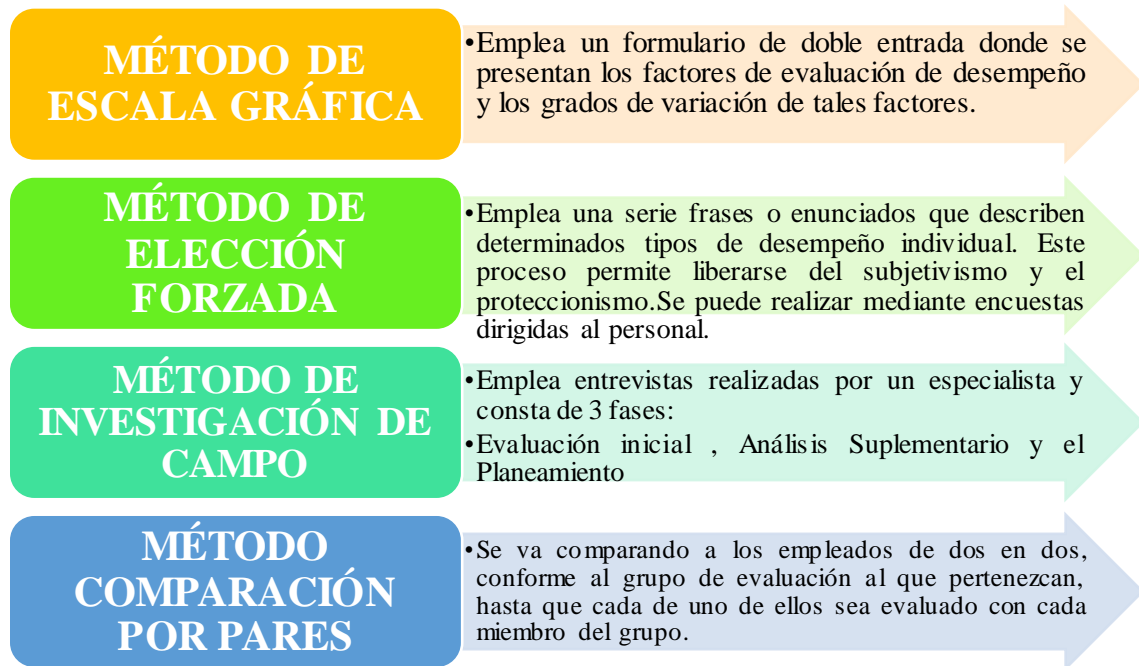 MÉTODO DE
ESCALA GRÁFICA
•Emplea un formulario de doble entrada donde se
presentan los factores de evaluación de desempeño
y los grados de variación de tales factores.
MÉTODO DE
ELECCIÓN
FORZADA
•Emplea una serie frases o enunciados que describen
determinados tipos de desempeño individual. Este
proceso permite liberarse del subjetivismo y el
proteccionismo.Se puede realizar mediante encuestas
dirigidas al personal.
MÉTODO DE
INVESTIGACIÓN DE
CAMPO
•Emplea entrevistas realizadas por un especialista y
consta de 3 fases:
•Evaluación inicial , Análisis Suplementario y el
Planeamiento
MÉTODO
COMPARACIÓN
POR PARES
•Se va comparando a los empleados de dos en dos,
conforme al grupo de evaluación al que pertenezcan,
hasta que cada de uno de ellos sea evaluado con cada
miembro del grupo.